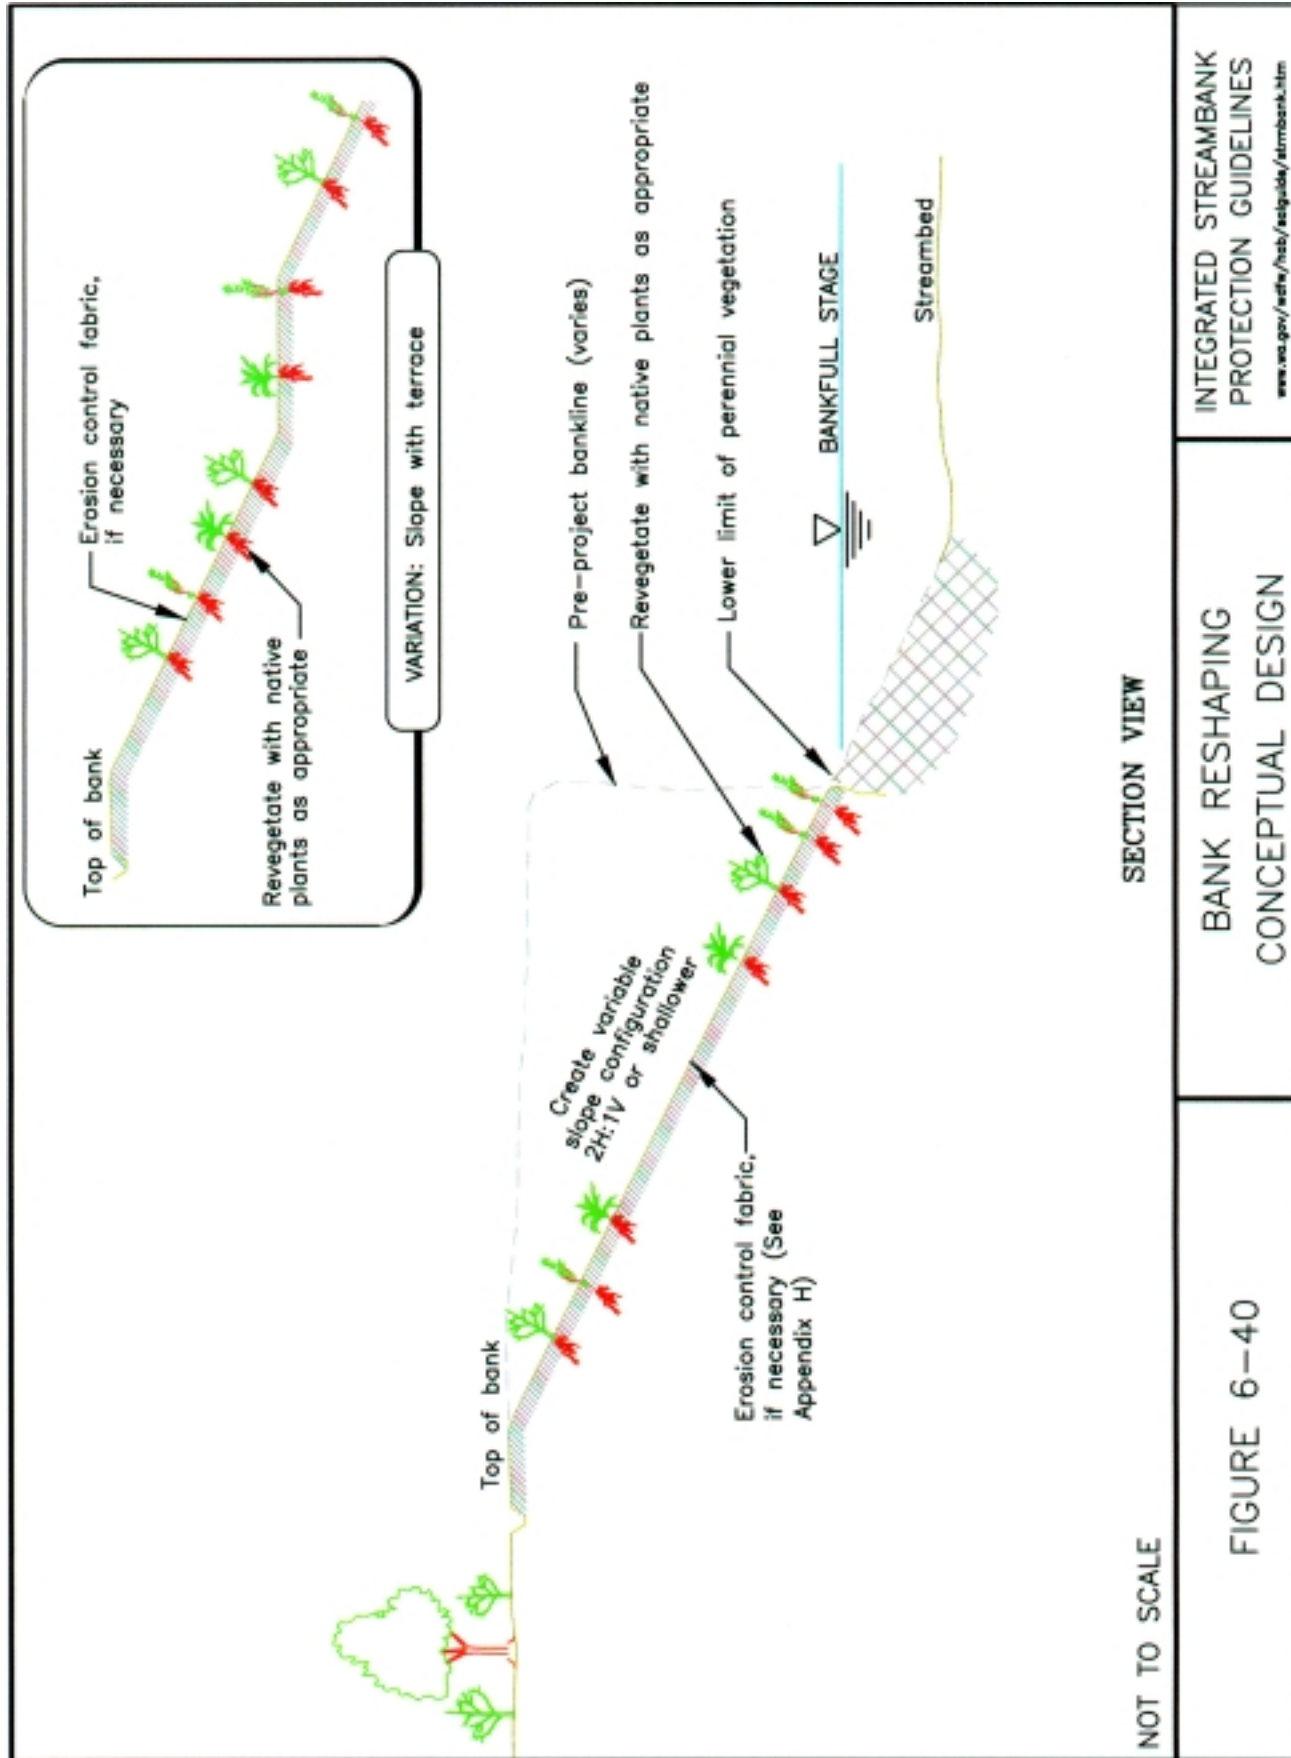 Top of bank
Erosion control fabric,
if necessary
Revegetate with native
plants as appropriate
VARIATION: Slope with terrace
Top of bank
Create variable
slope configuration
2H:1V or shallower
Pre-project bankline (varies)
Revegetate with native plants as appropriate
Lower limit of perennial vegetation
BANKFULL STAGE
Streambed
Erosion control fabric,
if necessary (See
Appendix H)
SECTION VIEW
NOT TO SCALE
FIGURE 6-40
BANK RESHAPING
CONCEPTUAL DESIGN
INTEGRATED STREAMBANK
PROTECTION GUIDELINES